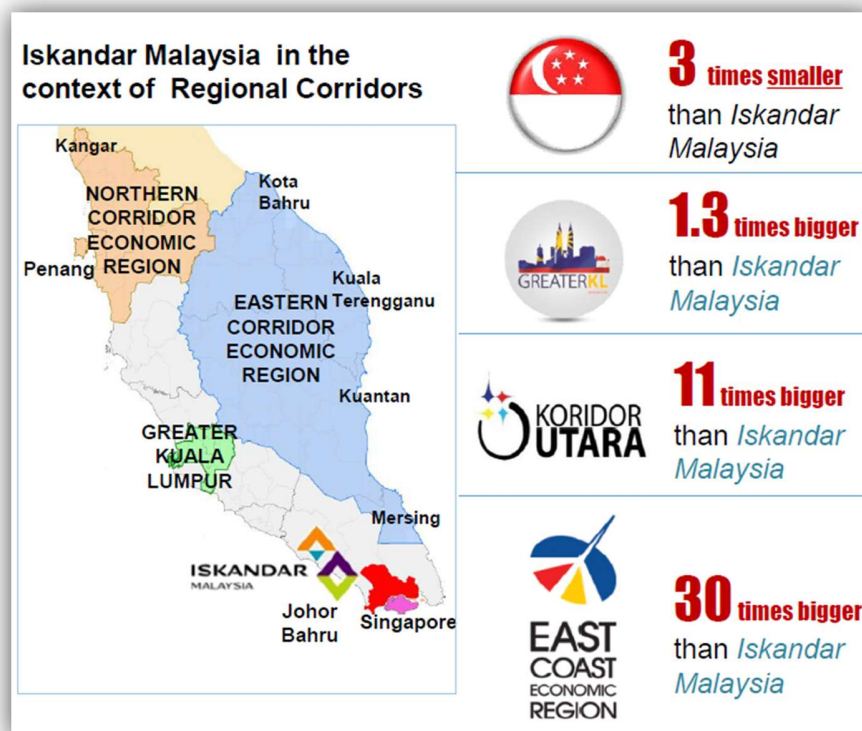 Iskandar Malaysia in the
context of Regional Corridors
Kangar
NORTHERN
CORRIDOR
ECONOMIC
REGION
Penang
Kota
Bahru
Kuala
Terengganu
EASTERN
CORRIDOR
ECONOMIC
REGION
Kuantan
GREATER
KUALA
LUMPUR
Mersing
ISKANDAR
MALAYSIA
Johor
Bahru
Singapore
3 times smaller
than Iskandar
Malaysia
GREATERKL
1.3 times bigger
than Iskandar
Malaysia
KORIDOR
UTARA
11 times bigger
than Iskandar
Malaysia
EAST
COAST
ECONOMIC
REGION
30 times bigger
than Iskandar
Malaysia